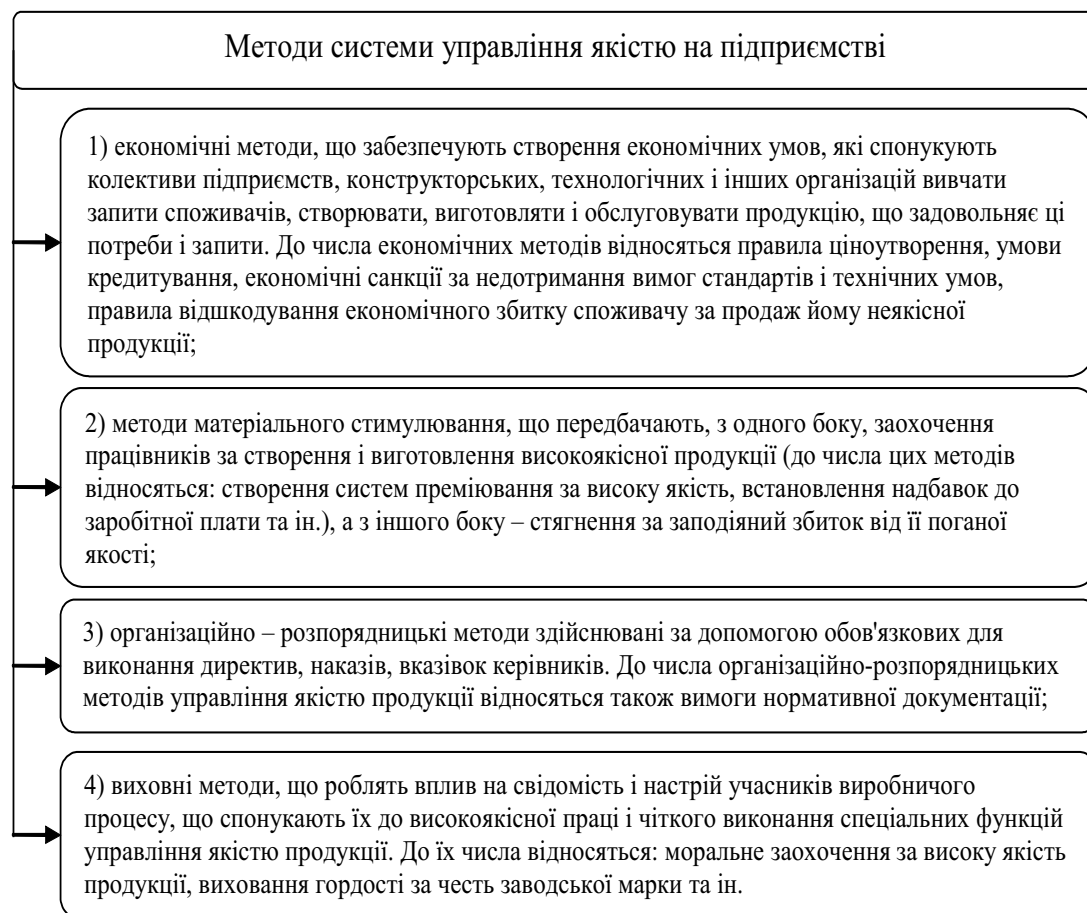 Методи системи управління якістю на підприємстві
1) економічні методи, що забезпечують створення економічних умов, які спонукують
колективи підприємств, конструкторських, технологічних і інших організацій вивчати
запити споживачів, створювати, виготовляти і обслуговувати продукцію, що задовольняє ці
потреби і запити. До числа економічних методів відносяться правила ціноутворення, умови
кредитування, економічні санкції за недотримання вимог стандартів і технічних умов,
правила відшкодування економічного збитку споживачу за продаж йому неякісної
продукції;
2) методи матеріального стимулювання, що передбачають, з одного боку, заохочення
працівників за створення і виготовлення високоякісної продукції (до числа цих методів
відносяться: створення систем преміювання за високу якість, встановлення надбавок до
заробітної плати та ін.), а з іншого боку – стягнення за заподіяний збиток від її поганої
якості;
3) організаційно – розпорядницькі методи здійснювані за допомогою обов'язкових для
виконання директив, наказів, вказівок керівників. До числа організаційно-розпорядницьких
методів управління якістю продукції відносяться також вимоги нормативної документації;
4) виховні методи, що роблять вплив на свідомість і настрій учасників виробничого
процесу, що спонукають їх до високоякісної праці і чіткого виконання спеціальних функцій
управління якістю продукції. До їх числа відносяться: моральне заохочення за високу якість
продукції, виховання гордості за честь заводської марки та ін.